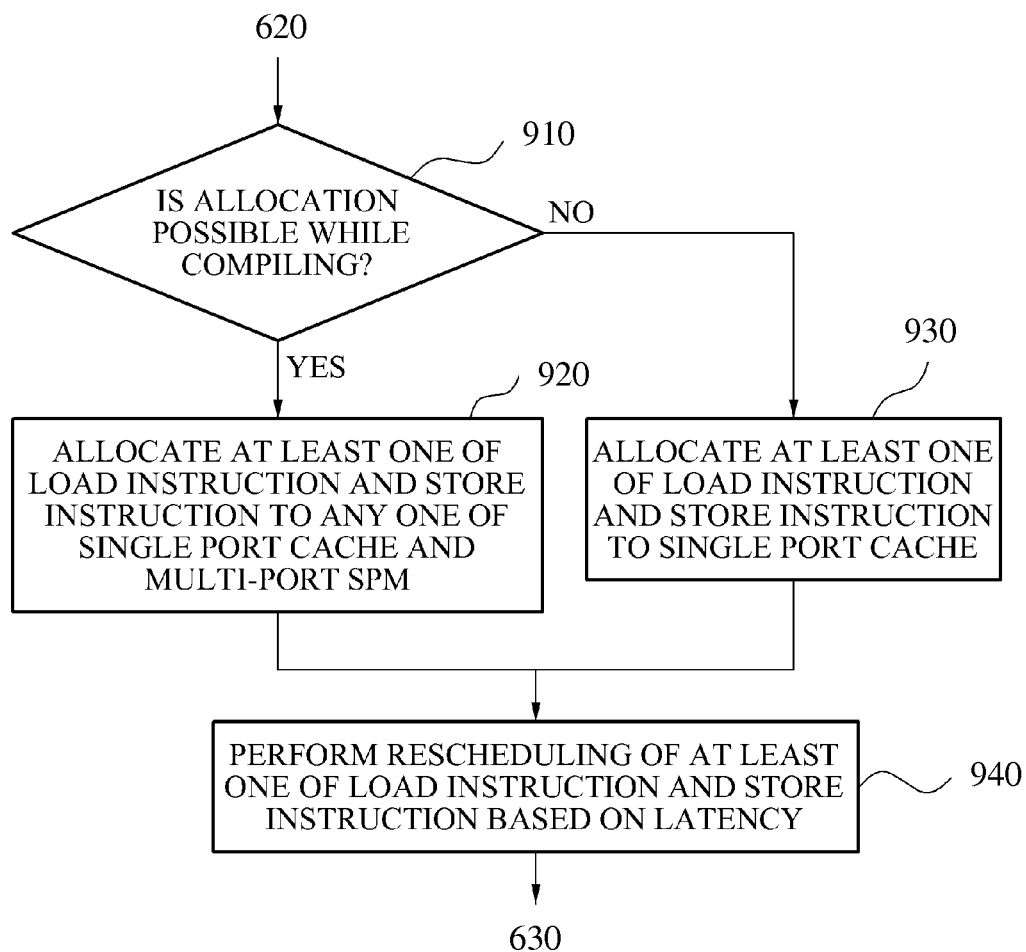 620
910
IS ALLOCATION
POSSIBLE WHILE
COMPILING?
NO
YES
920
930
ALLOCATE AT LEAST ONE OF
LOAD INSTRUCTION AND STORE
INSTRUCTION TO ANY ONE OF
SINGLE PORT CACHE AND
MULTI-PORT SPM
ALLOCATE AT LEAST ONE
OF LOAD INSTRUCTION
AND STORE INSTRUCTION
TO SINGLE PORT CACHE
PERFORM RESCHEDULING OF AT LEAST
ONE OF LOAD INSTRUCTION AND STORE
INSTRUCTION BASED ON LATENCY
940
630